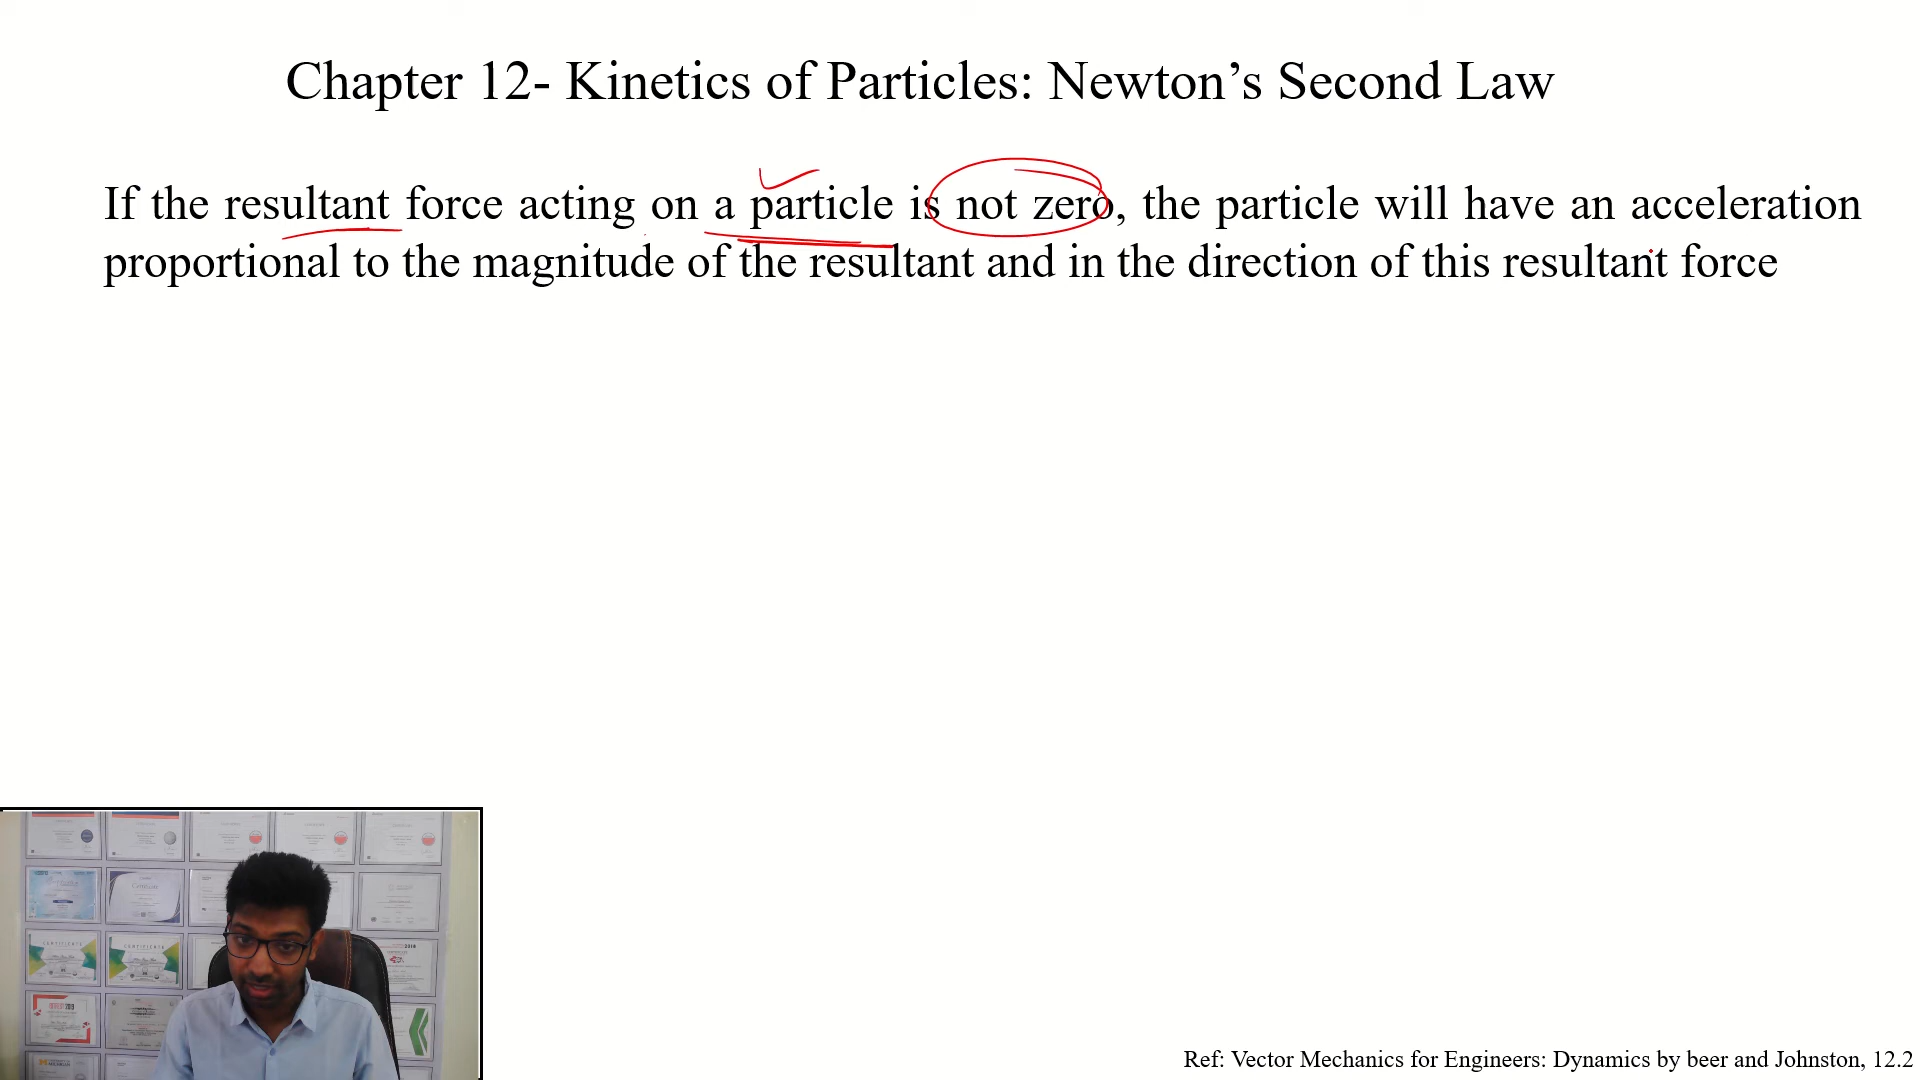 Chapter 12- Kinetics of Particles: Newton’s Second Law
If the resultant force acting on a particle is not zero, the particle will have an acceleration
proportional to the magnitude of the resultant and in the direction of this resultant force
CERTIFICATE
CERTIFICATE
Ref: Vector Mechanics for Engineers: Dynamics by beer and Johnston, 12.2